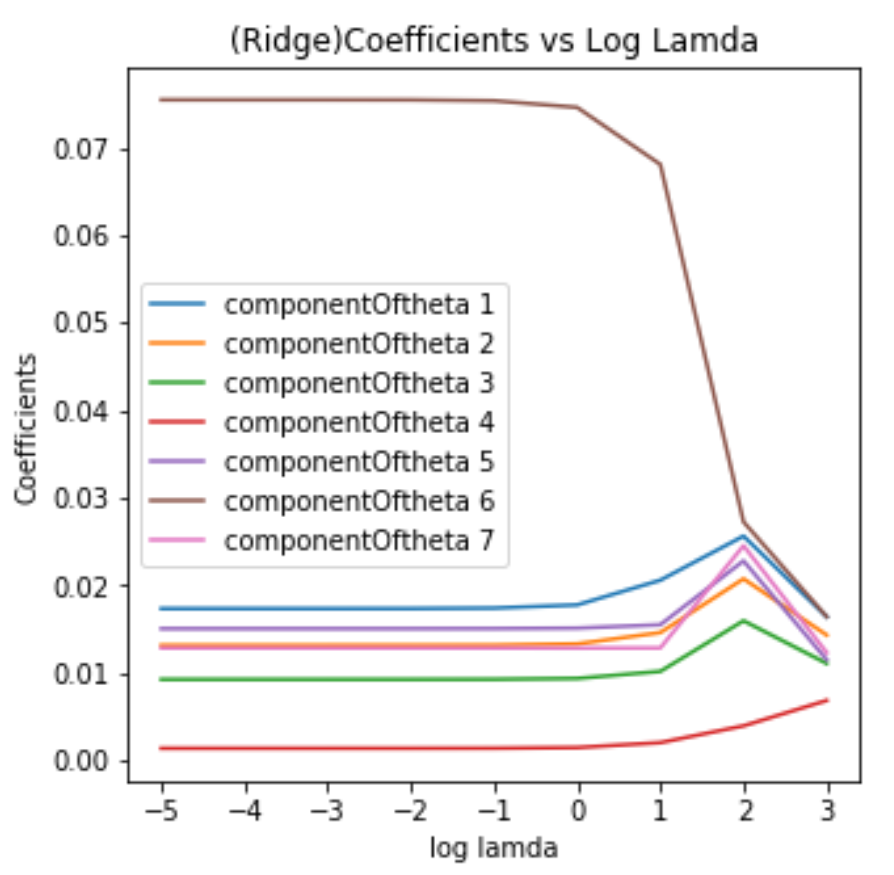 (Ridge)Coefficients vs Log Lamda
Coefficients
0.07
0.06
0.05
0.04
0.03
0.02
0.01
0.00
componentOftheta 1
componentOftheta 2
componentOftheta 3
componentOftheta 4
componentOftheta 5
componentOftheta 6
componentOftheta 7
−5 −4 −3 −2 −1 0 1 2 3
log lamda